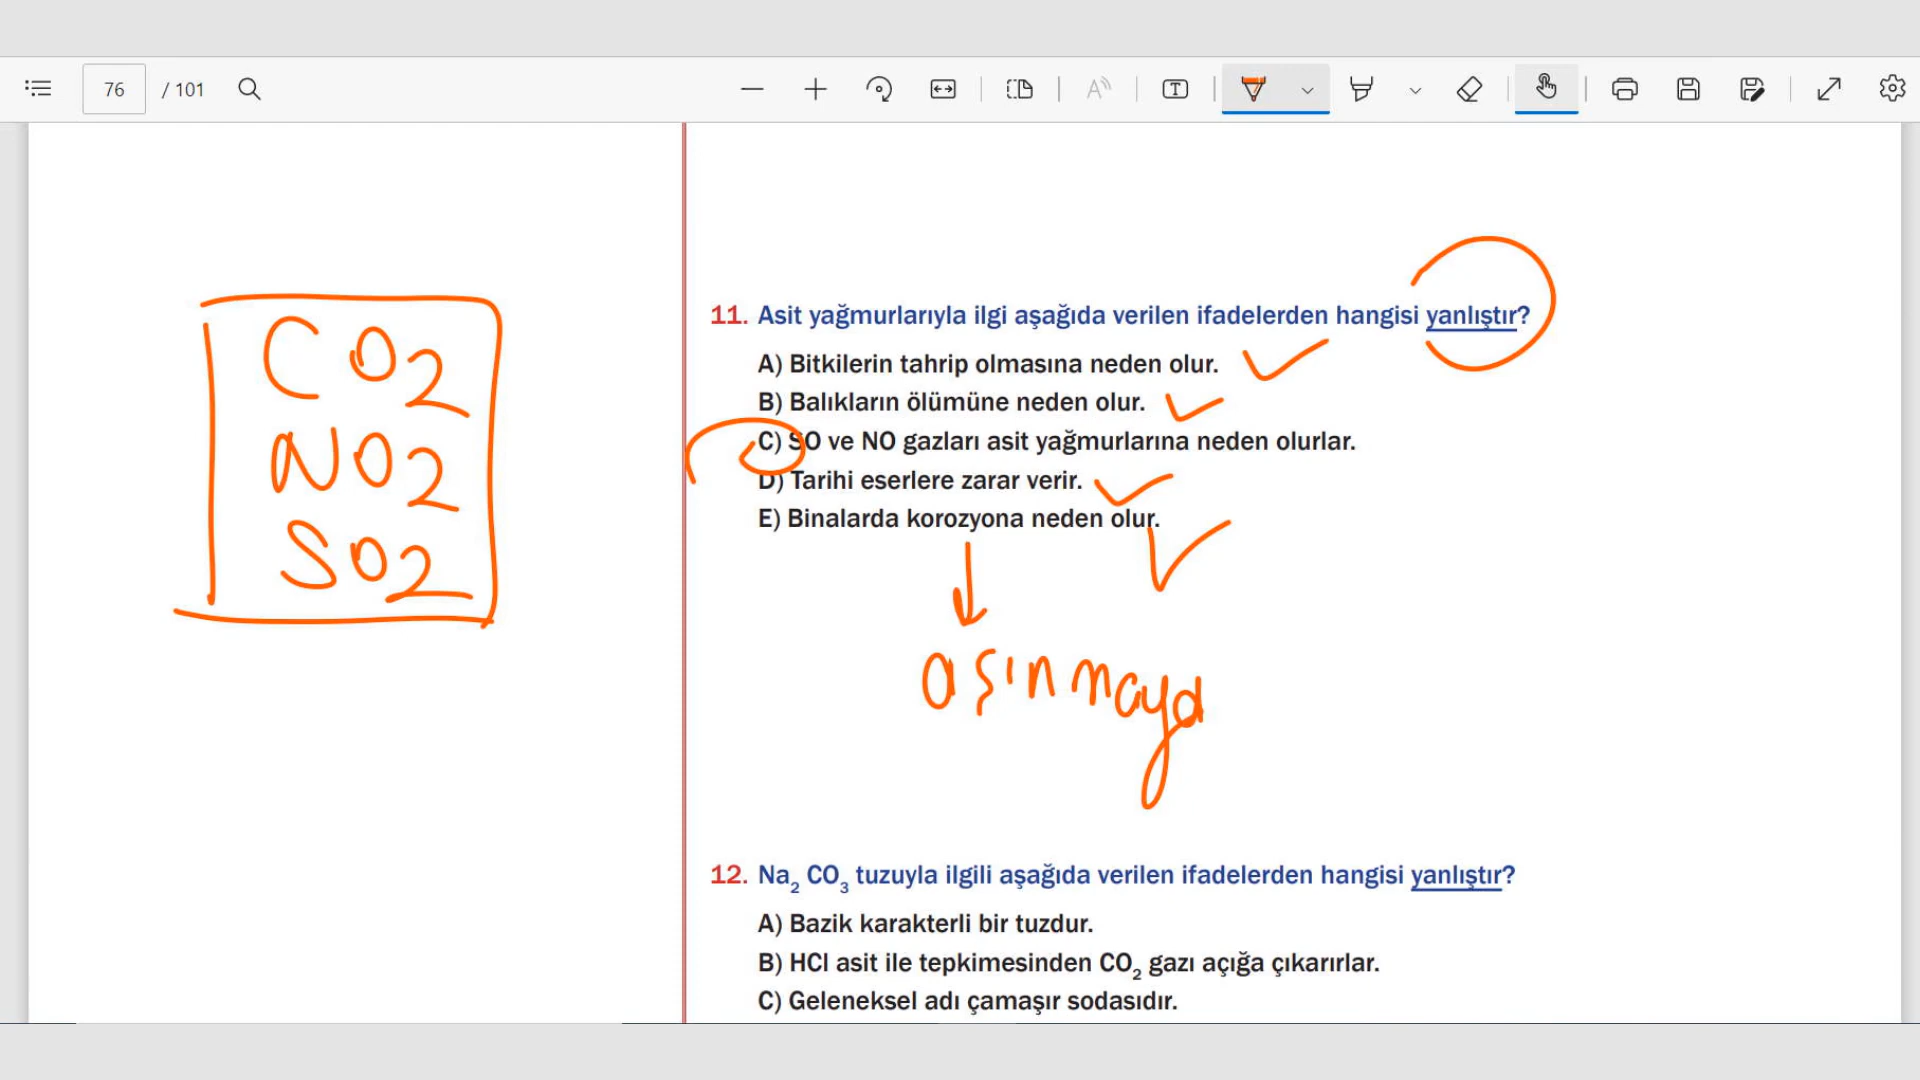 76 / 101
CO2
NO2
SO2
11. Asit yağmurlarıyla ilgi aşağıda verilen ifadelerden hangisi yanlıştır?
A) Bitkilerin tahrip olmasına neden olur.
B) Balıkların ölümüne neden olur.
C) SO ve NO gazları asit yağmurlarına neden olurlar.
D) Tarihi eserlere zarar verir.
E) Binalarda korozyona neden olur.
aşınmaya
12. Na₂ CO₃ tuzuyla ilgili aşağıda verilen ifadelerden hangisi yanlıştır?
A) Bazik karakterli bir tuzdur.
B) HCl asit ile tepkimesinden CO₂ gazı açığa çıkarırlar.
C) Geleneksel adı çamaşır sodasıdır.